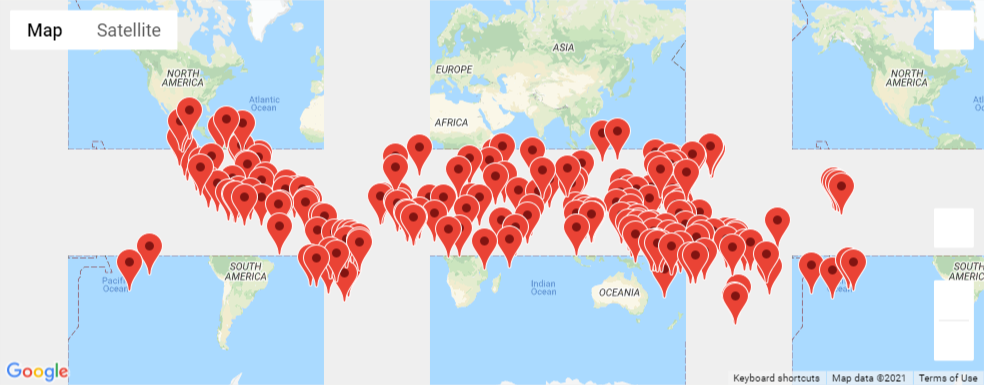 Map Satellite
NORTH
AMERICA
Atlantic
Ocean
EUROPE
ASIA
AFRICA
NORTH
AMERICA
SOUTH
AMERICA
Pacific
Ocean
Indian
Ocean
OCEANIA
SOUTH
AMERIC
Google
Keyboard shortcuts Map data ©2021 Terms of Use